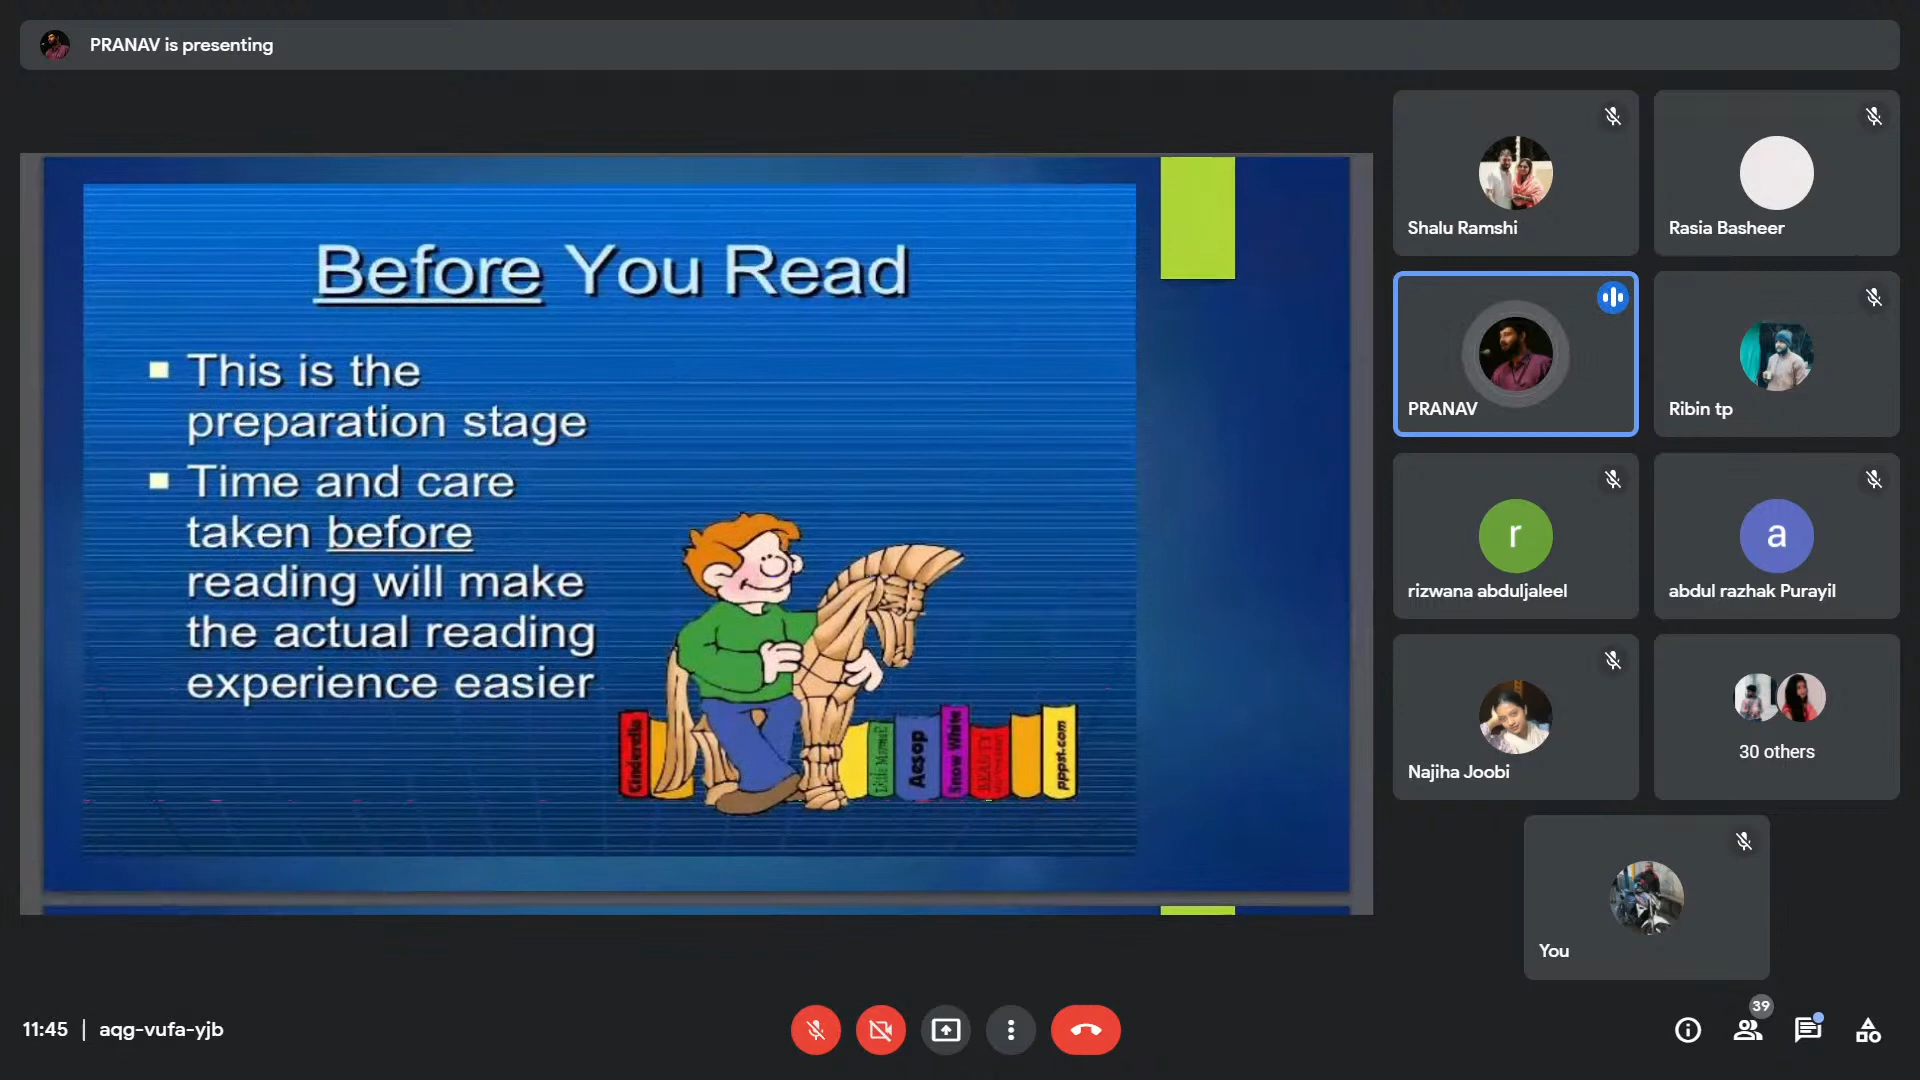 PRANAV is presenting
Before You Read
This is the
preparation stage
Time and care
taken before
reading will make
the actual reading
experience easier
Cinderella
Aesop
Snow White
pppst.com
Shalu Ramshi
Rasia Basheer
PRANAV
Ribin tp
r
rizwana abduljaleel
a
abdul razhak Purayil
Najiha Joobi
30 others
You
11:45 | aqg-vufa-yjb
39